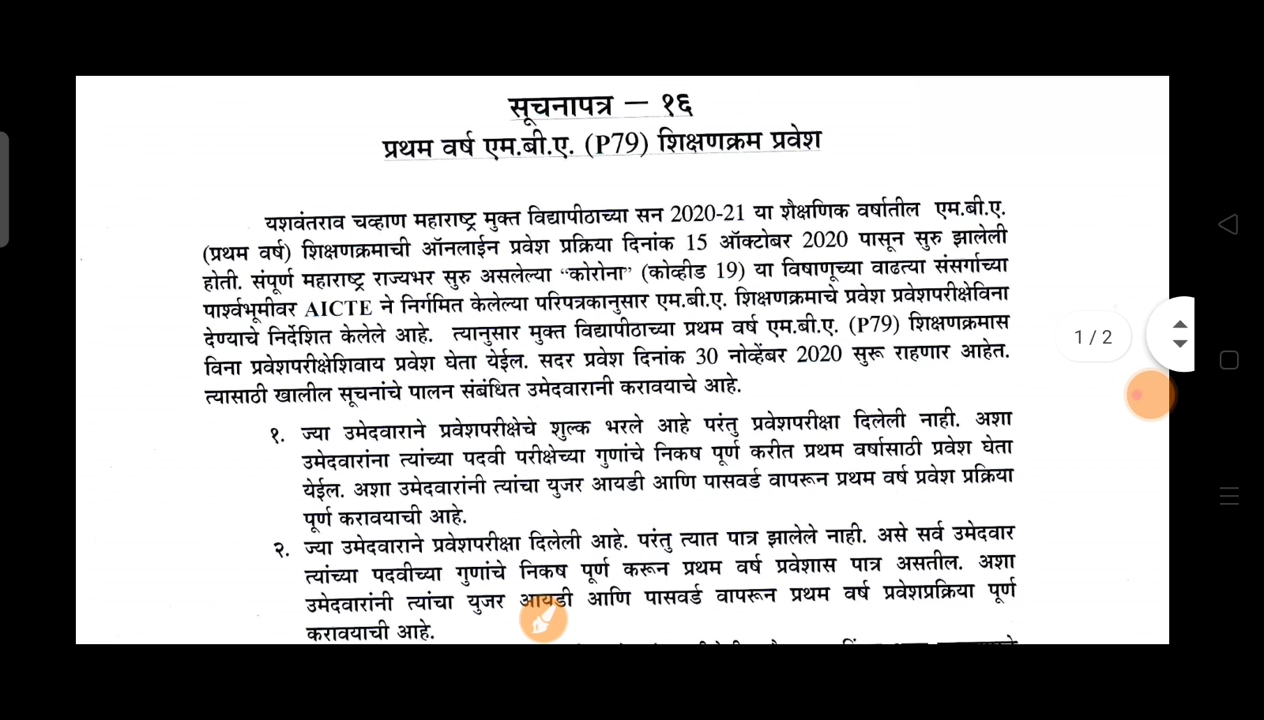 सूचनापत्र – १६
प्रथम वर्ष एम.बी.ए. (P79) शिक्षणक्रम प्रवेश
यशवंतराव चव्हाण महाराष्ट्र मुक्त विद्यापीठाच्या सन 2020-21 या शैक्षणिक वर्षातील एम.बी.ए.
(प्रथम वर्ष) शिक्षणक्रमाची ऑनलाईन प्रवेश प्रक्रिया दिनांक 15 ऑक्टोबर 2020 पासून सुरु झालेली
होती. संपूर्ण महाराष्ट्र राज्यभर सुरु असलेल्या “कोरोना” (कोव्हीड 19) या विषाणूच्या वाढत्या संसर्गाच्या
पार्श्वभूमीवर AICTE ने निर्गमित केलेल्या परिपत्रकानुसार एम.बी.ए. शिक्षणक्रमाचे प्रवेश प्रवेशपरीक्षेविना
देण्याचे निर्देशित केलेले आहे. त्यानुसार मुक्त विद्यापीठाच्या प्रथम वर्ष एम.बी.ए. (P79) शिक्षणक्रमास
विना प्रवेशपरीक्षेशिवाय प्रवेश घेता येईल. सदर प्रवेश दिनांक 30 नोव्हेंबर 2020 सुरू राहणार आहेत.
त्यासाठी खालील सूचनांचे पालन संबंधित उमेदवारानी करावयाचे आहे.
१. ज्या उमेदवाराने प्रवेशपरीक्षेचे शुल्क भरले आहे परंतु प्रवेशपरीक्षा दिलेली नाही. अशा
उमेदवारांना त्यांच्या पदवी परीक्षेच्या गुणांचे निकष पूर्ण करीत प्रथम वर्षासाठी प्रवेश घेता
येईल. अशा उमेदवारांनी त्यांचा युजर आयडी आणि पासवर्ड वापरून प्रथम वर्ष प्रवेश प्रक्रिया
पूर्ण करावयाची आहे.
२. ज्या उमेदवाराने प्रवेशपरीक्षा दिलेली आहे. परंतु त्यात पात्र झालेले नाही. असे सर्व उमेदवार
त्यांच्या पदवीच्या गुणांचे निकष पूर्ण करून प्रथम वर्ष प्रवेशास पात्र असतील. अशा
उमेदवारांनी त्यांचा युजर आयडी आणि पासवर्ड वापरून प्रथम वर्ष प्रवेशप्रक्रिया पूर्ण
करावयाची आहे.
1 / 2